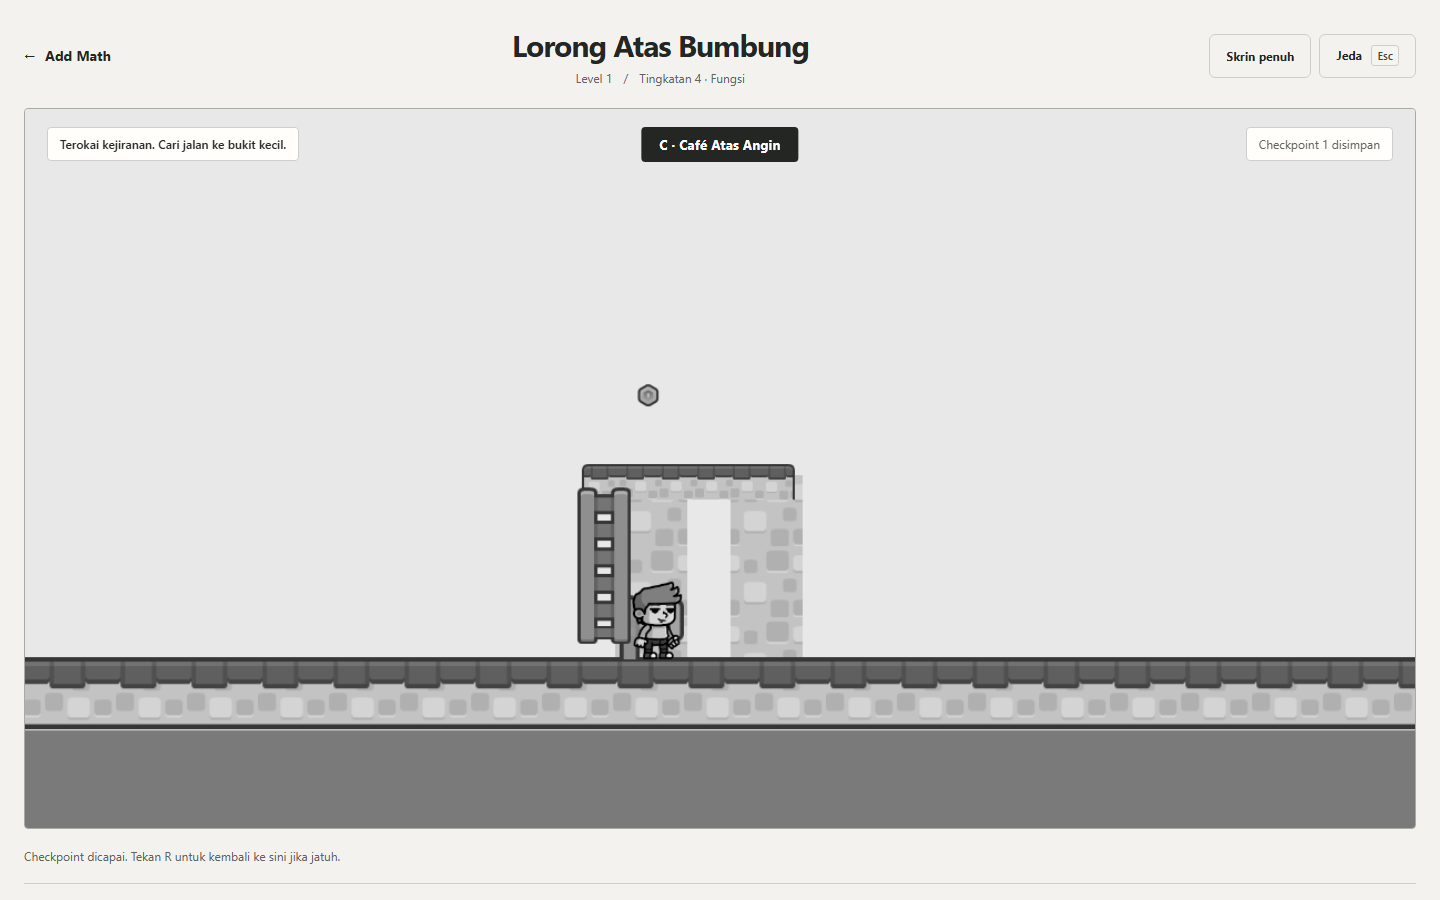 ← Add Math
Lorong Atas Bumbung
Level 1 / Tingkatan 4 · Fungsi
Skrin penuh
Jeda Esc
Terokai kejiranan. Cari jalan ke bukit kecil.
C · Café Atas Angin
Checkpoint 1 disimpan
Checkpoint dicapai. Tekan R untuk kembali ke sini jika jatuh.